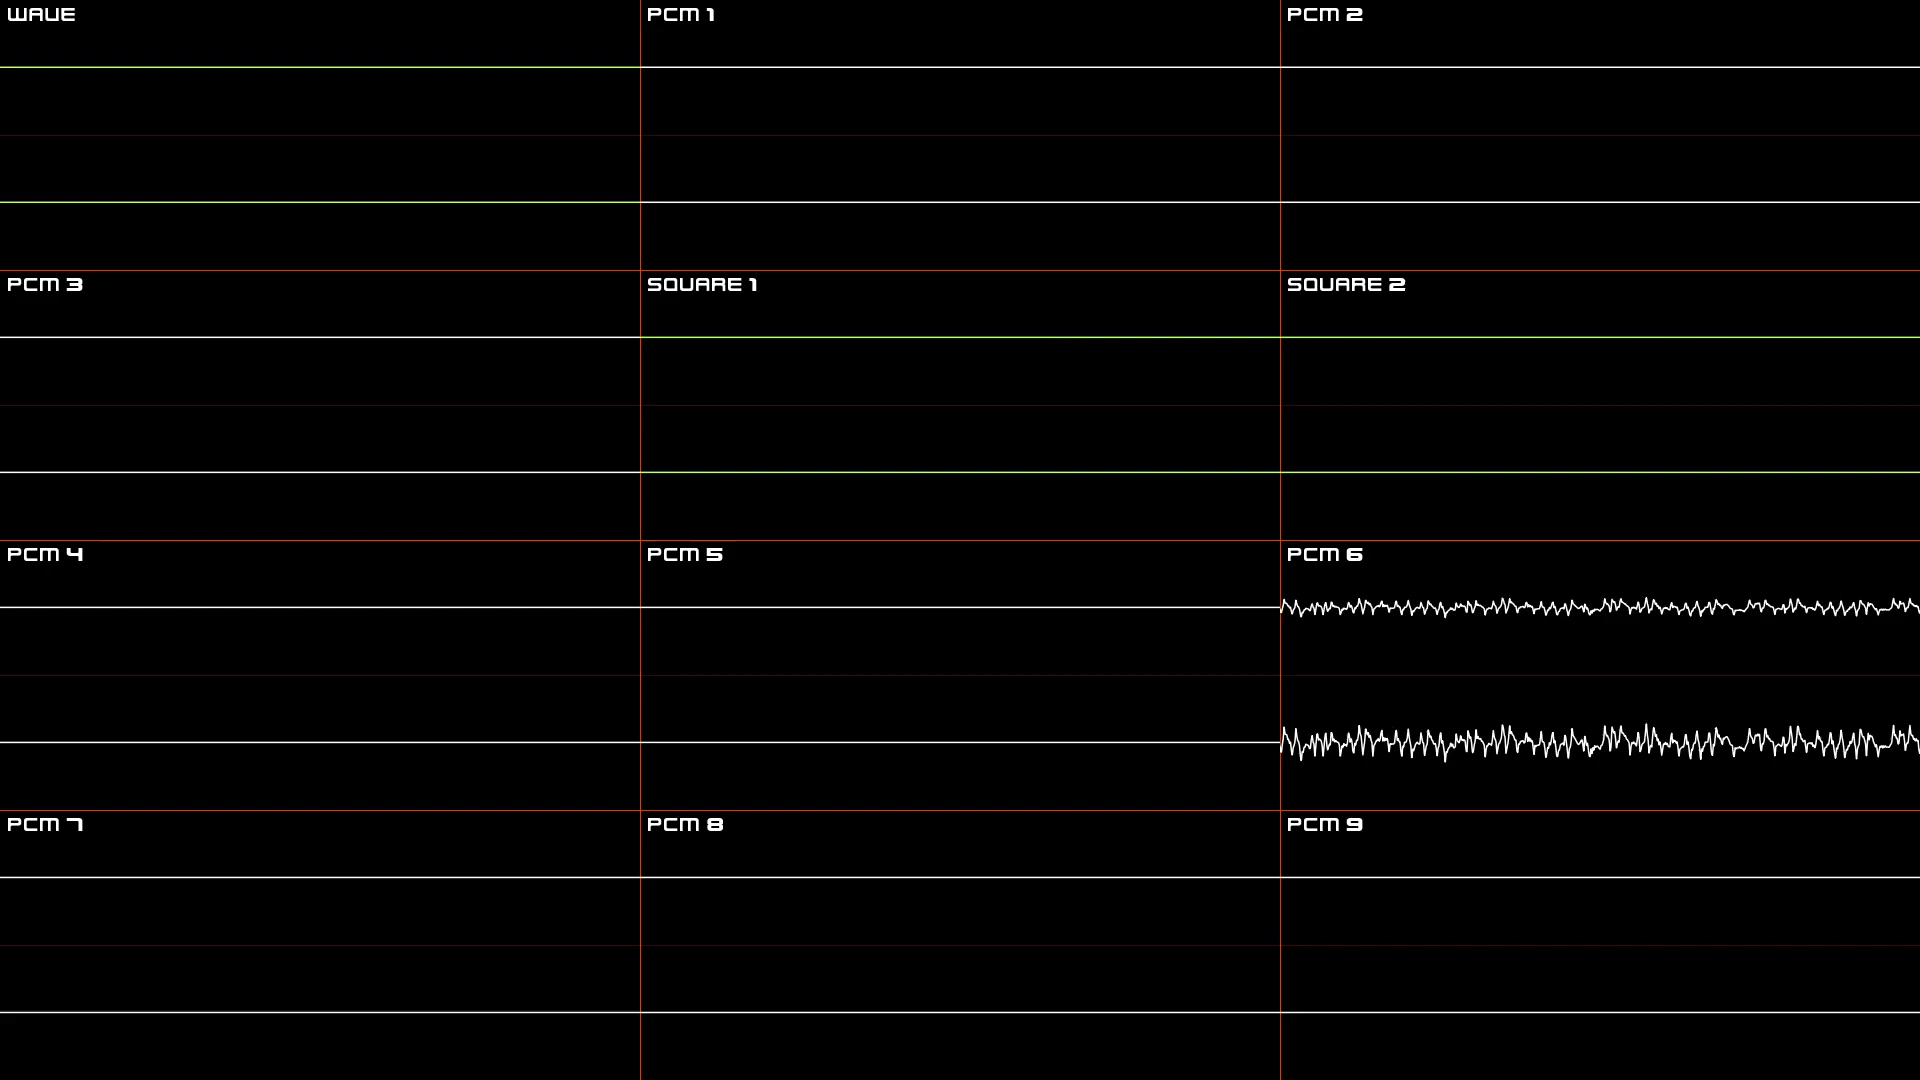 WAVE
PCM 1
PCM 2
PCM 3
SQUARE 1
SQUARE 2
PCM 4
PCM 5
PCM 6
PCM 7
PCM 8
PCM 9